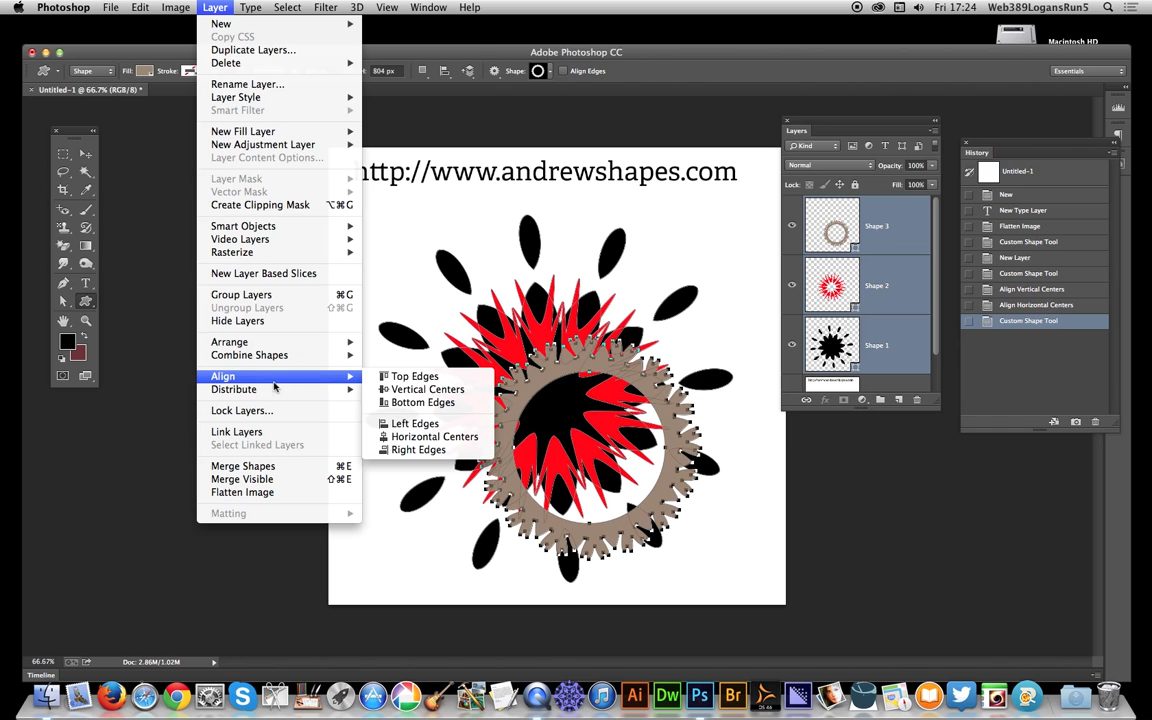 Photoshop File Edit Image Layer Type Select Filter 3D View Window Help Fri 17:24 Web389LogansRun5
Macintosh HD
Adobe Photoshop CC
Shape Fill: Stroke: 804 px Shape: Align Edges Essentials
Untitled-1 @ 66.7% (RGB/8) *
New
Copy CSS
Duplicate Layers...
Delete
Rename Layer...
Layer Style
Smart Filter
New Fill Layer
New Adjustment Layer
Layer Content Options...
Layer Mask
Vector Mask
Create Clipping Mask ⌥⌘G
Smart Objects
Video Layers
Rasterize
New Layer Based Slices
Group Layers ⌘G
Ungroup Layers ⇧⌘G
Hide Layers
Arrange
Combine Shapes
Align
Distribute
Lock Layers...
Link Layers
Select Linked Layers
Merge Shapes ⌘E
Merge Visible ⇧⌘E
Flatten Image
Matting
Top Edges
Vertical Centers
Bottom Edges
Left Edges
Horizontal Centers
Right Edges
http://www.andrewshapes.com
Layers
Kind
Normal Opacity: 100%
Lock: Fill: 100%
Shape 3
Shape 2
Shape 1
History
Untitled-1
New
New Type Layer
Flatten Image
Custom Shape Tool
New Layer
Custom Shape Tool
Align Vertical Centers
Align Horizontal Centers
Custom Shape Tool
66.67% Doc: 2.86M/1.02M
Timeline
Ai Dw Ps Br